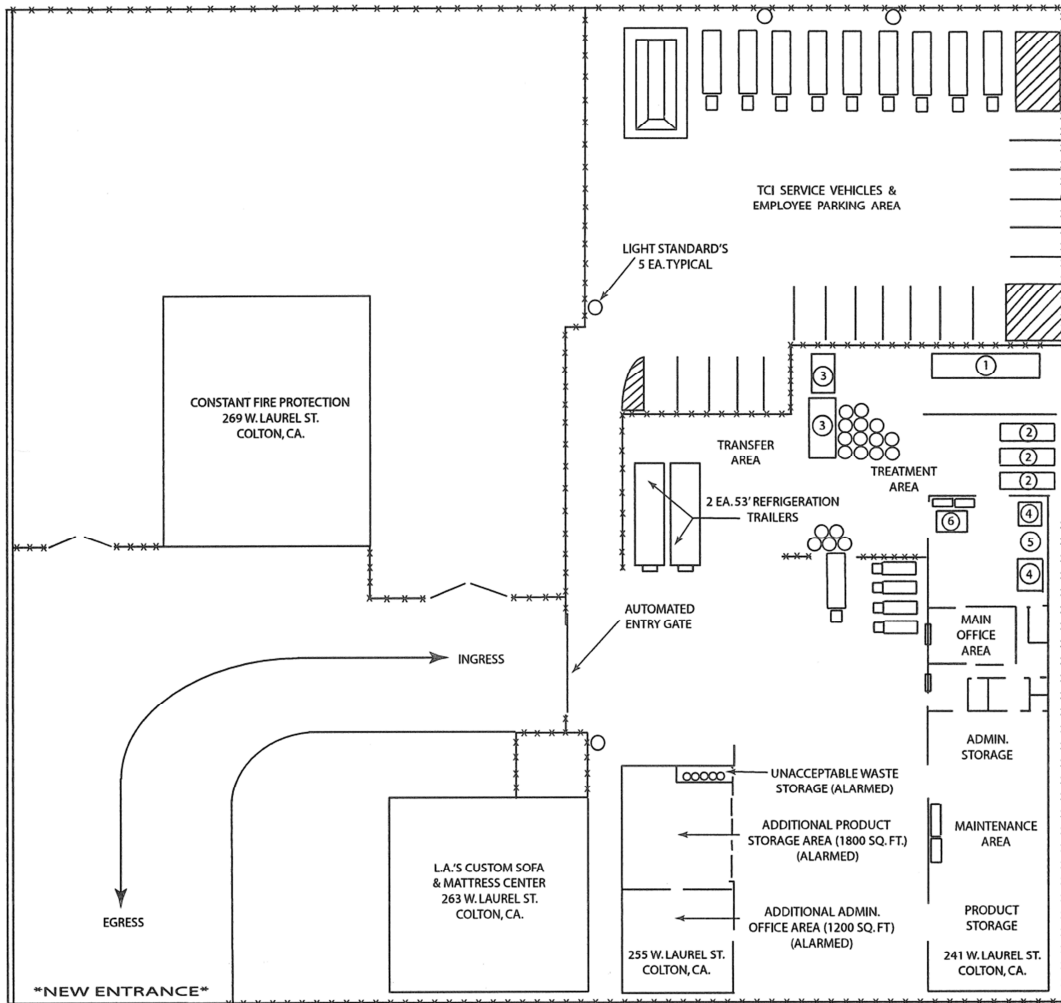 TCI SERVICE VEHICLES &
EMPLOYEE PARKING AREA
LIGHT STANDARD'S
5 EA. TYPICAL
1
3
CONSTANT FIRE PROTECTION
269 W. LAUREL ST.
COLTON, CA.
3
2
TRANSFER
AREA
2
TREATMENT
AREA
2
2 EA. 53' REFRIGERATION
TRAILERS
6
4
5
4
AUTOMATED
ENTRY GATE
MAIN
OFFICE
AREA
INGRESS
ADMIN.
STORAGE
UNACCEPTABLE WASTE
STORAGE (ALARMED)
ADDITIONAL PRODUCT
STORAGE AREA (1800 SQ. FT.)
(ALARMED)
MAINTENANCE
AREA
L.A.'S CUSTOM SOFA
& MATTRESS CENTER
263 W. LAUREL ST.
COLTON, CA.
EGRESS
ADDITIONAL ADMIN.
OFFICE AREA (1200 SQ. FT)
(ALARMED)
PRODUCT
STORAGE
255 W. LAUREL ST.
COLTON, CA.
241 W. LAUREL ST.
COLTON, CA.
*NEW ENTRANCE*